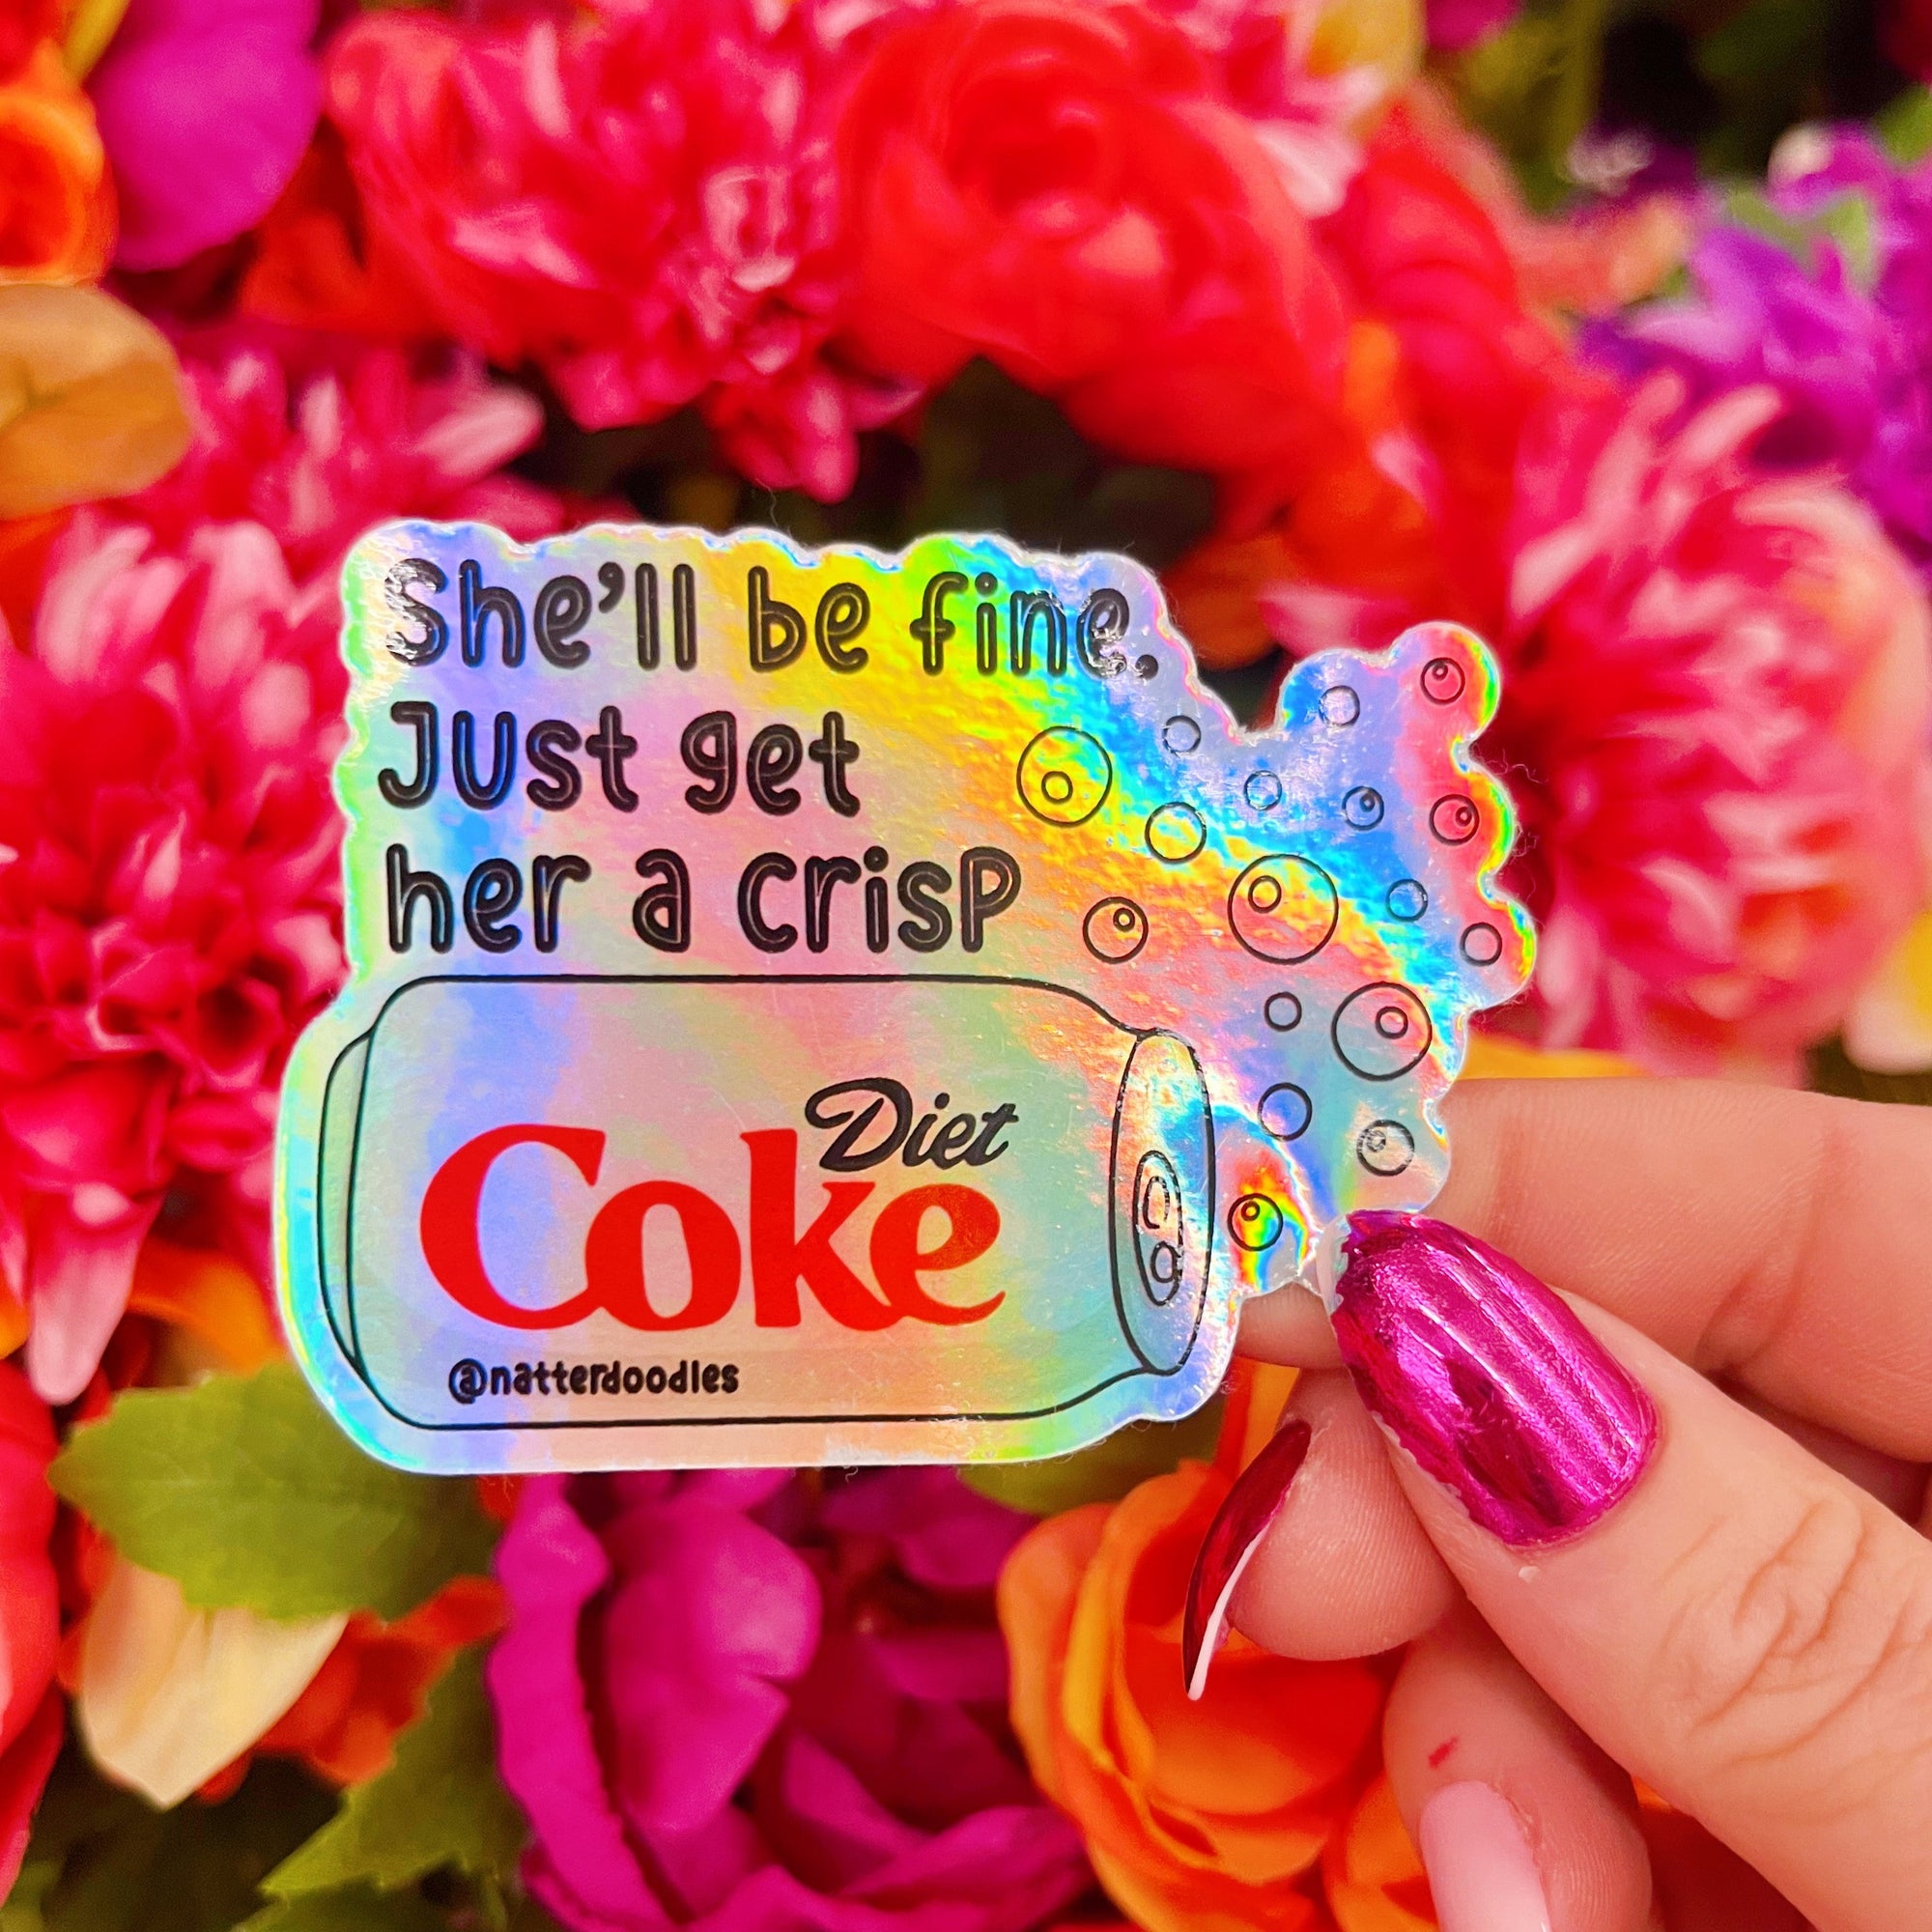 She'll be fine.
Just get
her a crisp
Diet
Coke
@natterdoodles